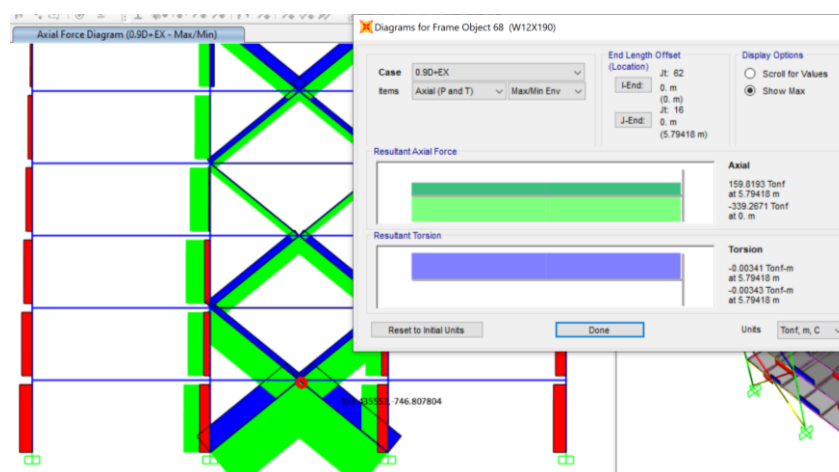 Axial Force Diagram (0.9D+EX - Max/Min)
Diagrams for Frame Object 68 (W12X190)
Case
0.9D+EX
Items
Axial (P and T)
Max/Min Env
End Length Offset
(Location)
I-End:
Jt: 62
0. m
(0. m)
J-End:
Jt: 16
0. m
(5.79418 m)
Display Options
Scroll for Values
Show Max
Resultant Axial Force
Axial
159.8193 Tonf
at 5.79418 m
-339.2671 Tonf
at 0. m
Resultant Torsion
Torsion
-0.00341 Tonf-m
at 5.79418 m
-0.00343 Tonf-m
at 5.79418 m
Reset to Initial Units
Done
Units
Tonf, m, C
-746.807804